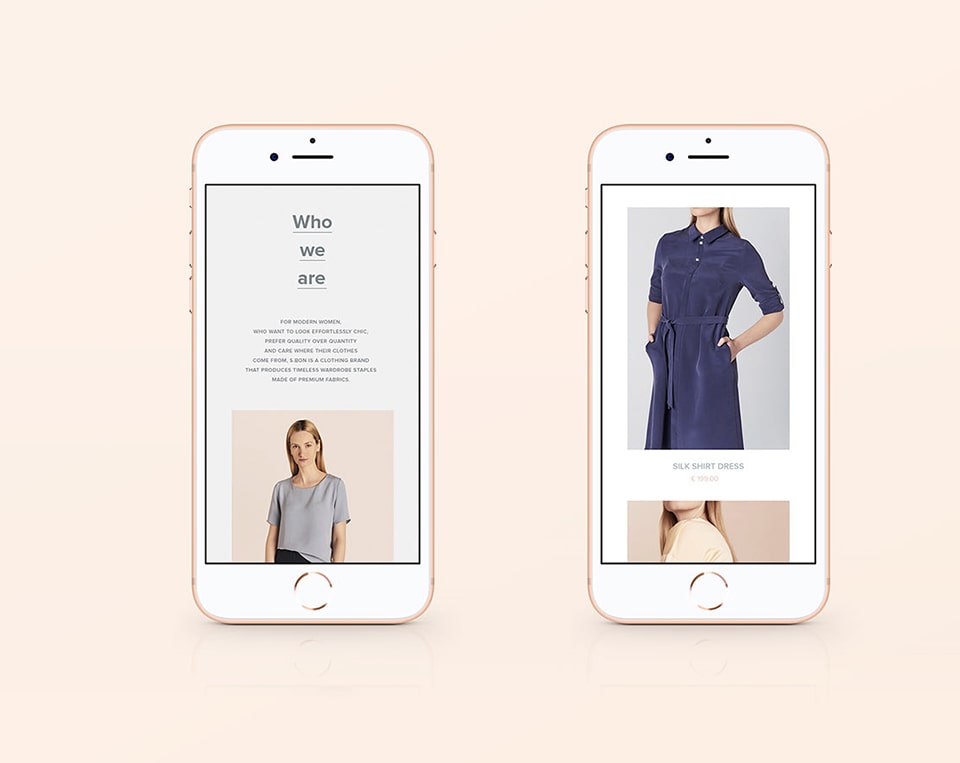 Who
we
are
FOR MODERN WOMEN,
WHO WANT TO LOOK EFFORTLESSLY CHIC,
PREFER QUALITY OVER QUANTITY
AND CARE WHERE THEIR CLOTHES
COME FROM, S.BON IS A CLOTHING BRAND
THAT PRODUCES TIMELESS WARDROBE STAPLES
MADE OF PREMIUM FABRICS.
SILK SHIRT DRESS
€ 199.00